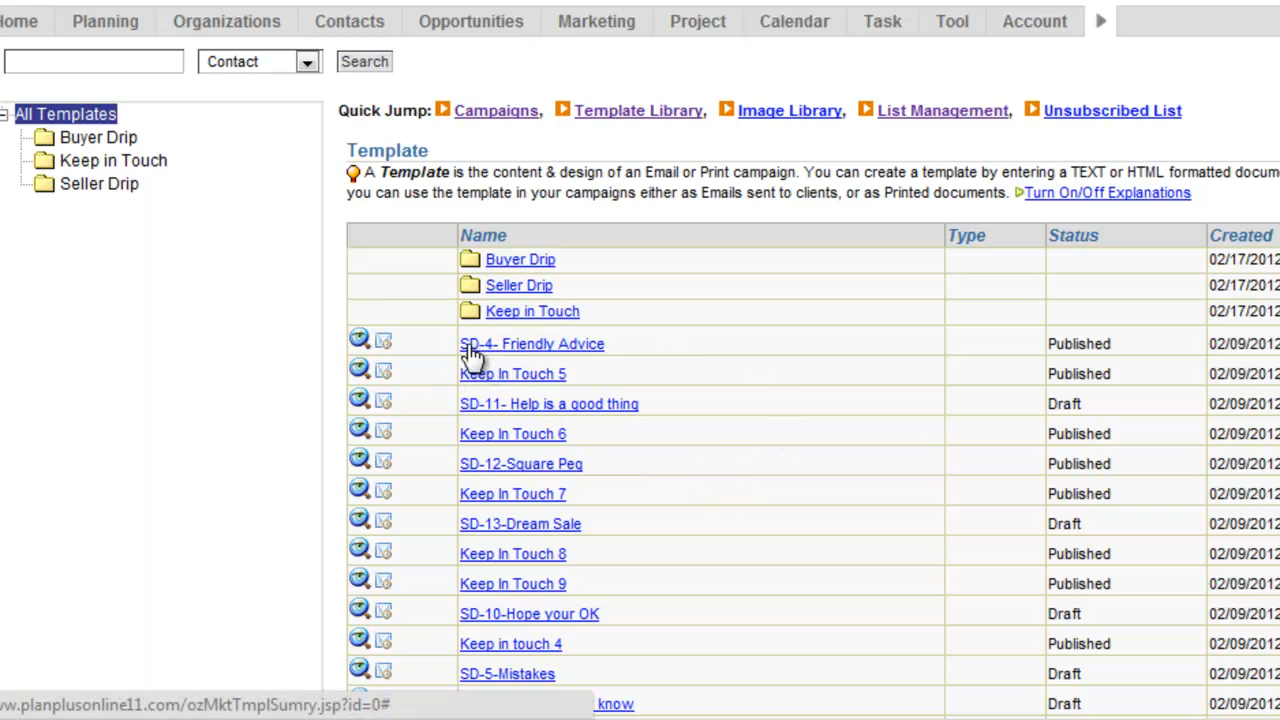 Home Planning Organizations Contacts Opportunities Marketing Project Calendar Task Tool Account
Contact Search
All Templates
Buyer Drip
Keep in Touch
Seller Drip
Quick Jump: Campaigns, Template Library, Image Library, List Management, Unsubscribed List
Template
A Template is the content & design of an Email or Print campaign. You can create a template by entering a TEXT or HTML formatted docum
you can use the template in your campaigns either as Emails sent to clients, or as Printed documents. Turn On/Off Explanations
Name Type Status Created
Buyer Drip 02/17/2012
Seller Drip 02/17/2012
Keep in Touch 02/17/2012
SD-4- Friendly Advice Published 02/09/2012
Keep In Touch 5 Published 02/09/2012
SD-11- Help is a good thing Draft 02/09/2012
Keep In Touch 6 Published 02/09/2012
SD-12-Square Peg Published 02/09/2012
Keep In Touch 7 Published 02/09/2012
SD-13-Dream Sale Draft 02/09/2012
Keep In Touch 8 Published 02/09/2012
Keep In Touch 9 Published 02/09/2012
SD-10-Hope your OK Draft 02/09/2012
Keep in touch 4 Published 02/09/2012
SD-5-Mistakes Draft 02/09/2012
know Draft 02/09/2012
ww.planplusonline11.com/ozMktTmplSumry.jsp?id=0#